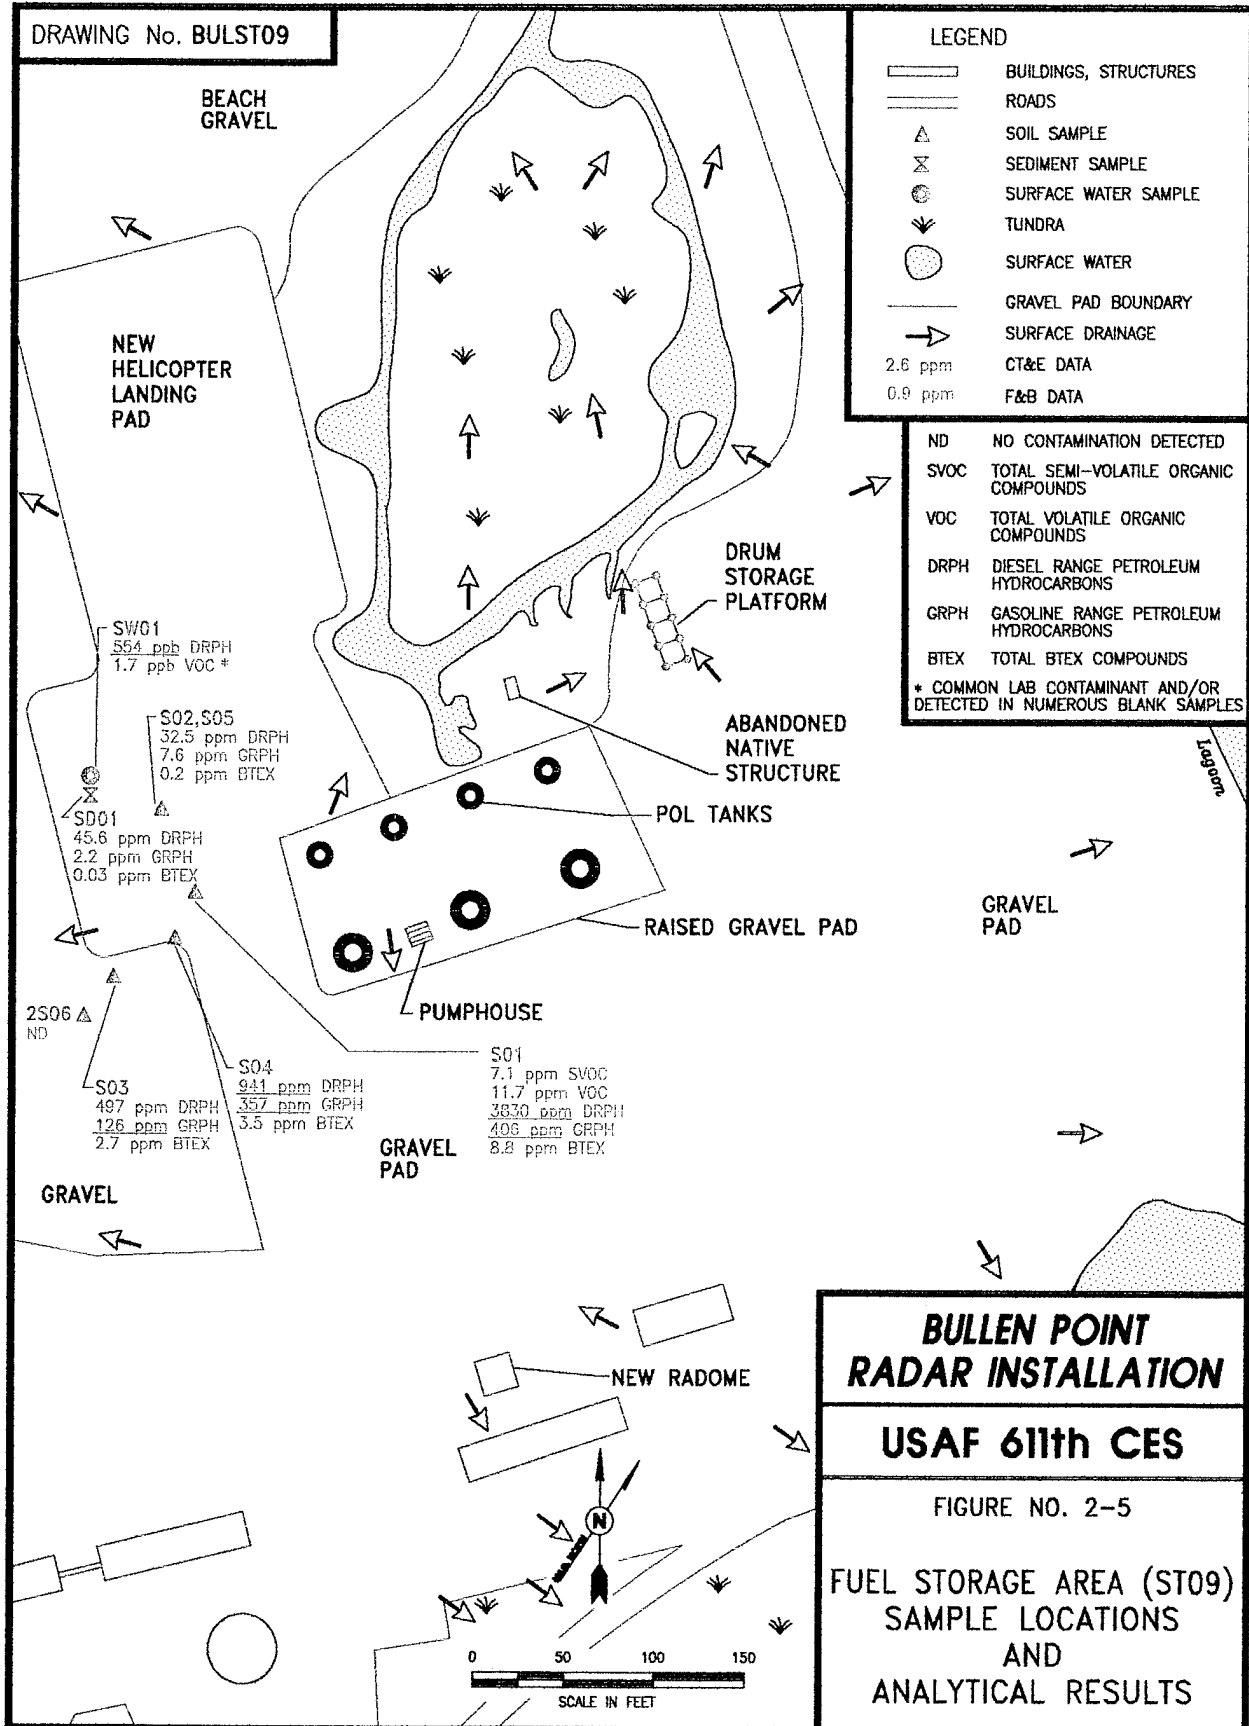 DRAWING No. BULST09
BEACH
GRAVEL
LEGEND
BUILDINGS, STRUCTURES
ROADS
SOIL SAMPLE
SEDIMENT SAMPLE
SURFACE WATER SAMPLE
TUNDRA
SURFACE WATER
GRAVEL PAD BOUNDARY
SURFACE DRAINAGE
2.6 ppm CT&E DATA
0.9 ppm F&B DATA
ND NO CONTAMINATION DETECTED
SVOC TOTAL SEMI-VOLATILE ORGANIC
COMPOUNDS
VOC TOTAL VOLATILE ORGANIC
COMPOUNDS
DRPH DIESEL RANGE PETROLEUM
HYDROCARBONS
GRPH GASOLINE RANGE PETROLEUM
HYDROCARBONS
BTEX TOTAL BTEX COMPOUNDS
* COMMON LAB CONTAMINANT AND/OR
DETECTED IN NUMEROUS BLANK SAMPLES
NEW
HELICOPTER
LANDING
PAD
DRUM
STORAGE
PLATFORM
SW01
554 ppb DRPH
1.7 ppb VOC *
S02,S05
32.5 ppm DRPH
7.6 ppm GRPH
0.2 ppm BTEX
ABANDONED
NATIVE
STRUCTURE
Lagoon
POL TANKS
SD01
45.6 ppm DRPH
2.2 ppm GRPH
0.03 ppm BTEX
RAISED GRAVEL PAD
GRAVEL
PAD
PUMPHOUSE
2S06
ND
S04
941 ppm DRPH
357 ppm GRPH
3.5 ppm BTEX
S03
497 ppm DRPH
126 ppm GRPH
2.7 ppm BTEX
S01
7.1 ppm SVOC
11.7 ppm VOC
3830 ppm DRPH
406 ppm GRPH
8.8 ppm BTEX
GRAVEL
PAD
GRAVEL
NEW RADOME
N
0 50 100 150
SCALE IN FEET
BULLEN POINT
RADAR INSTALLATION
USAF 611th CES
FIGURE NO. 2-5
FUEL STORAGE AREA (ST09)
SAMPLE LOCATIONS
AND
ANALYTICAL RESULTS